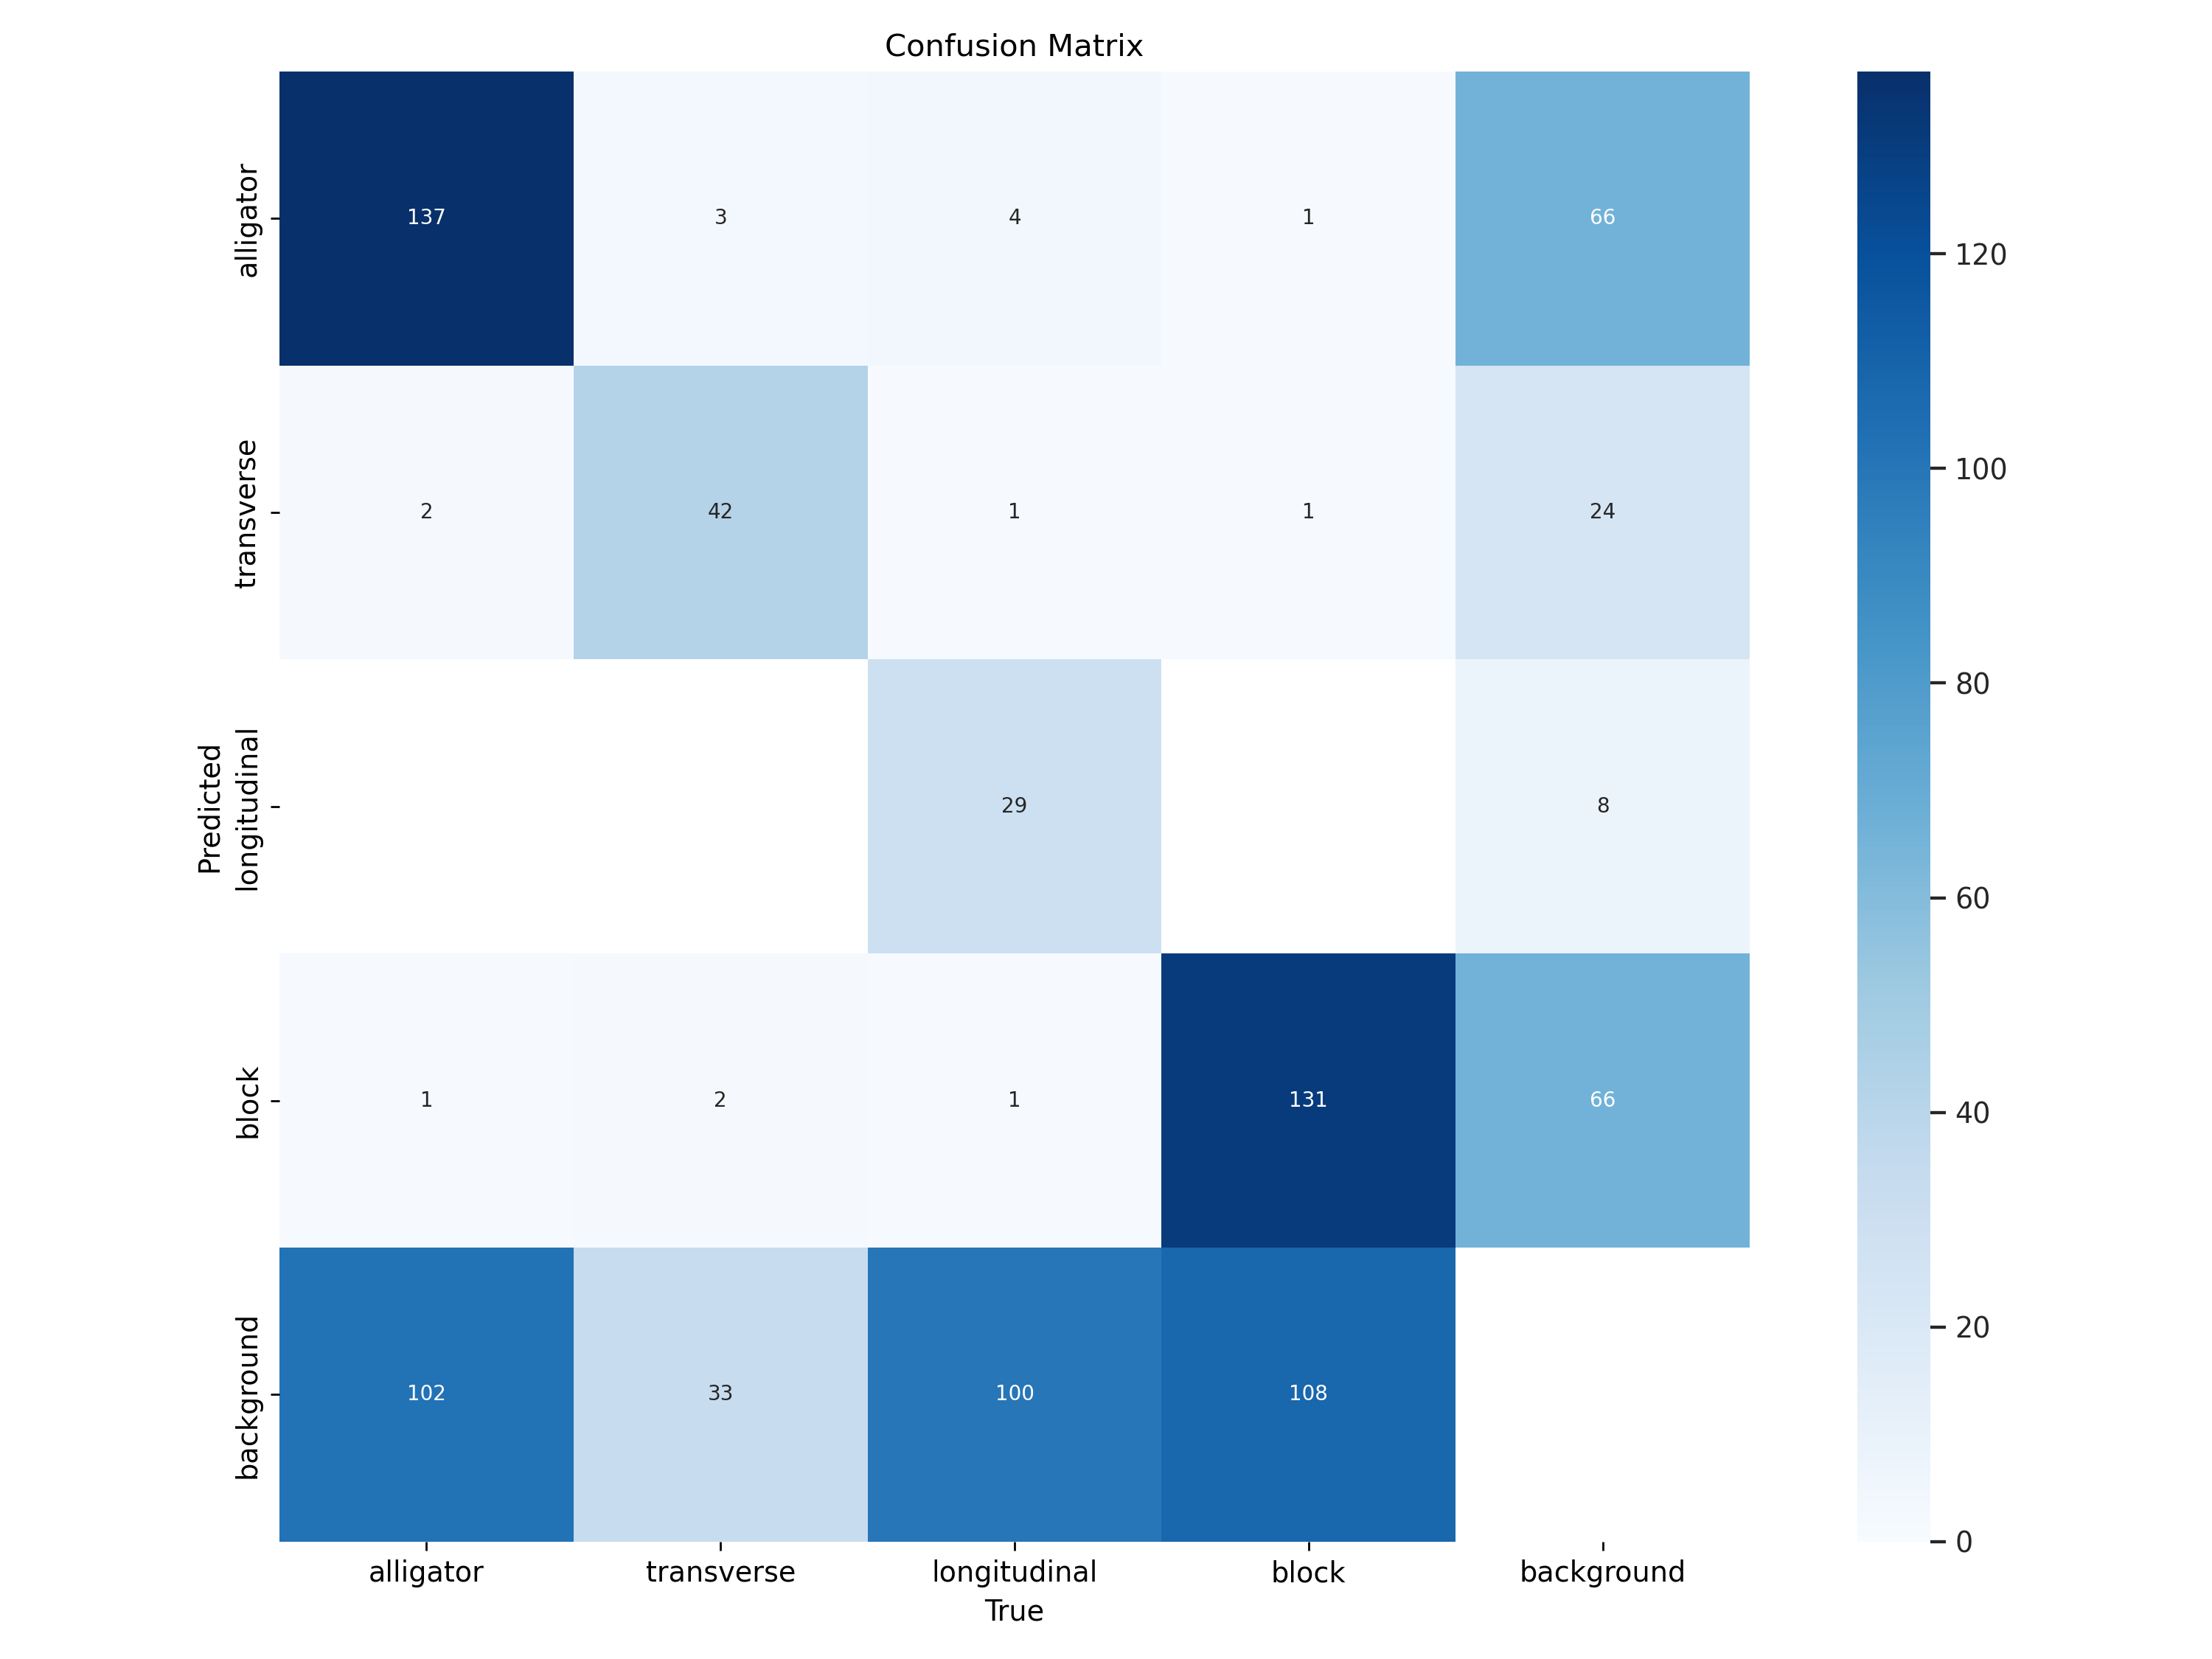 Confusion Matrix
alligator
137 3 4 1 66
120
transverse
2 42 1 1 24
100
80
Predicted
longitudinal
29 8
60
block
1 2 1 131 66
40
background
102 33 100 108
20
0
alligator transverse longitudinal block background
True